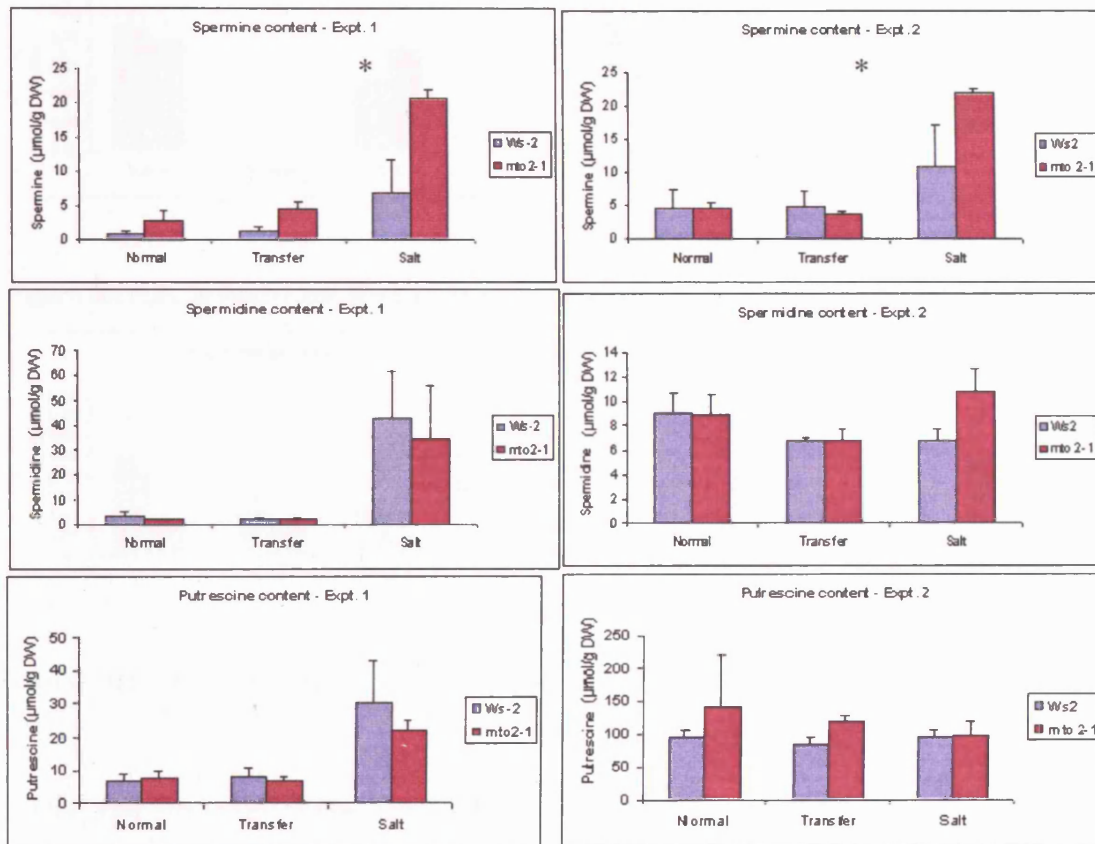 Spermine content - Expt. 1
25
20
15
10
5
0
Spermine (µmol/g DW)
*
Normal Transfer Salt
Ws-2
mto2-1
Spermine content - Expt. 2
25
20
15
10
5
0
Spermine (µmol/g DW)
*
Normal Transfer Salt
Ws2
mto2-1
Spermidine content - Expt. 1
70
60
50
40
30
20
10
0
Spermidine (µmol/g DW)
Normal Transfer Salt
Ws-2
mto2-1
Spermidine content - Expt. 2
14
12
10
8
6
4
2
0
Spermidine (µmol/g DW)
Normal Transfer Salt
Ws2
mto2-1
Putrescine content - Expt. 1
50
40
30
20
10
0
Putrescine (µmol/g DW)
Normal Transfer Salt
Ws-2
mto2-1
Putrescine content - Expt. 2
250
200
150
100
50
0
Putrescine (µmol/g DW)
Normal Transfer Salt
Ws2
mto2-1